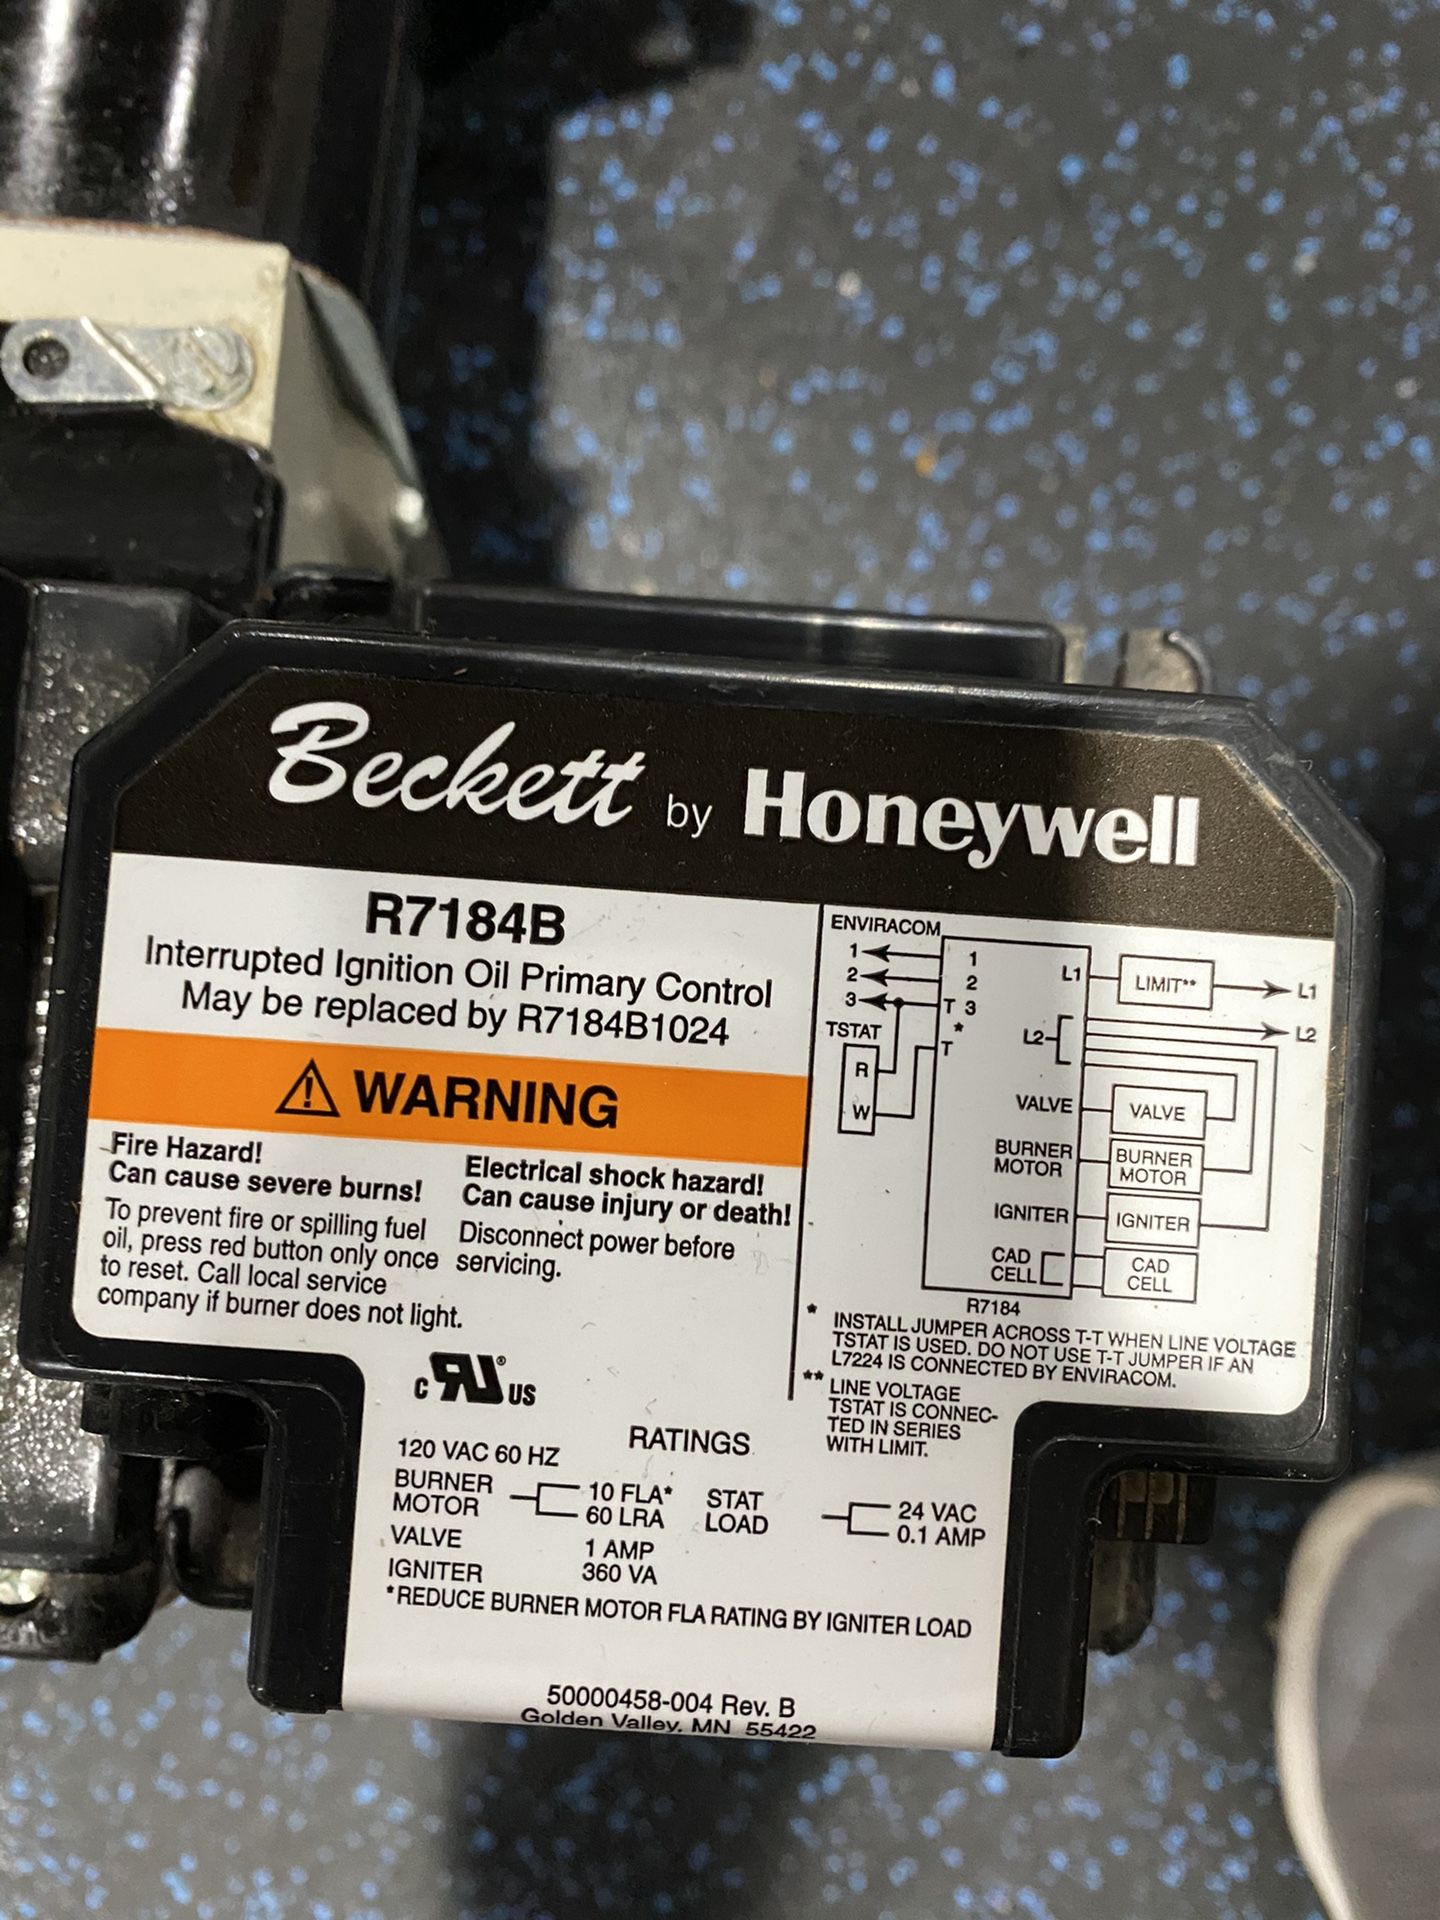 Beckett by Honeywell
R7184B
Interrupted Ignition Oil Primary Control
May be replaced by R7184B1024
WARNING
Fire Hazard!
Can cause severe burns!
To prevent fire or spilling fuel
oil, press red button only once
to reset. Call local service
company if burner does not light.
Electrical shock hazard!
Can cause injury or death!
Disconnect power before
servicing.
ENVIRACOM
1 1
2 2
3 T 3
*
TSTAT T
R
W
L1 LIMIT** L1
L2 L2
VALVE VALVE
BURNER MOTOR BURNER MOTOR
IGNITER IGNITER
CAD CELL CAD CELL
R7184
* INSTALL JUMPER ACROSS T-T WHEN LINE VOLTAGE
TSTAT IS USED. DO NOT USE T-T JUMPER IF AN
L7224 IS CONNECTED BY ENVIRACOM.
** LINE VOLTAGE
TSTAT IS CONNEC-
TED IN SERIES
WITH LIMIT.
c RU ® US
RATINGS
120 VAC 60 HZ
BURNER MOTOR 10 FLA*
60 LRA
VALVE 1 AMP
IGNITER 360 VA
STAT LOAD 24 VAC
0.1 AMP
*REDUCE BURNER MOTOR FLA RATING BY IGNITER LOAD
50000458-004 Rev. B
Golden Valley, MN 55422